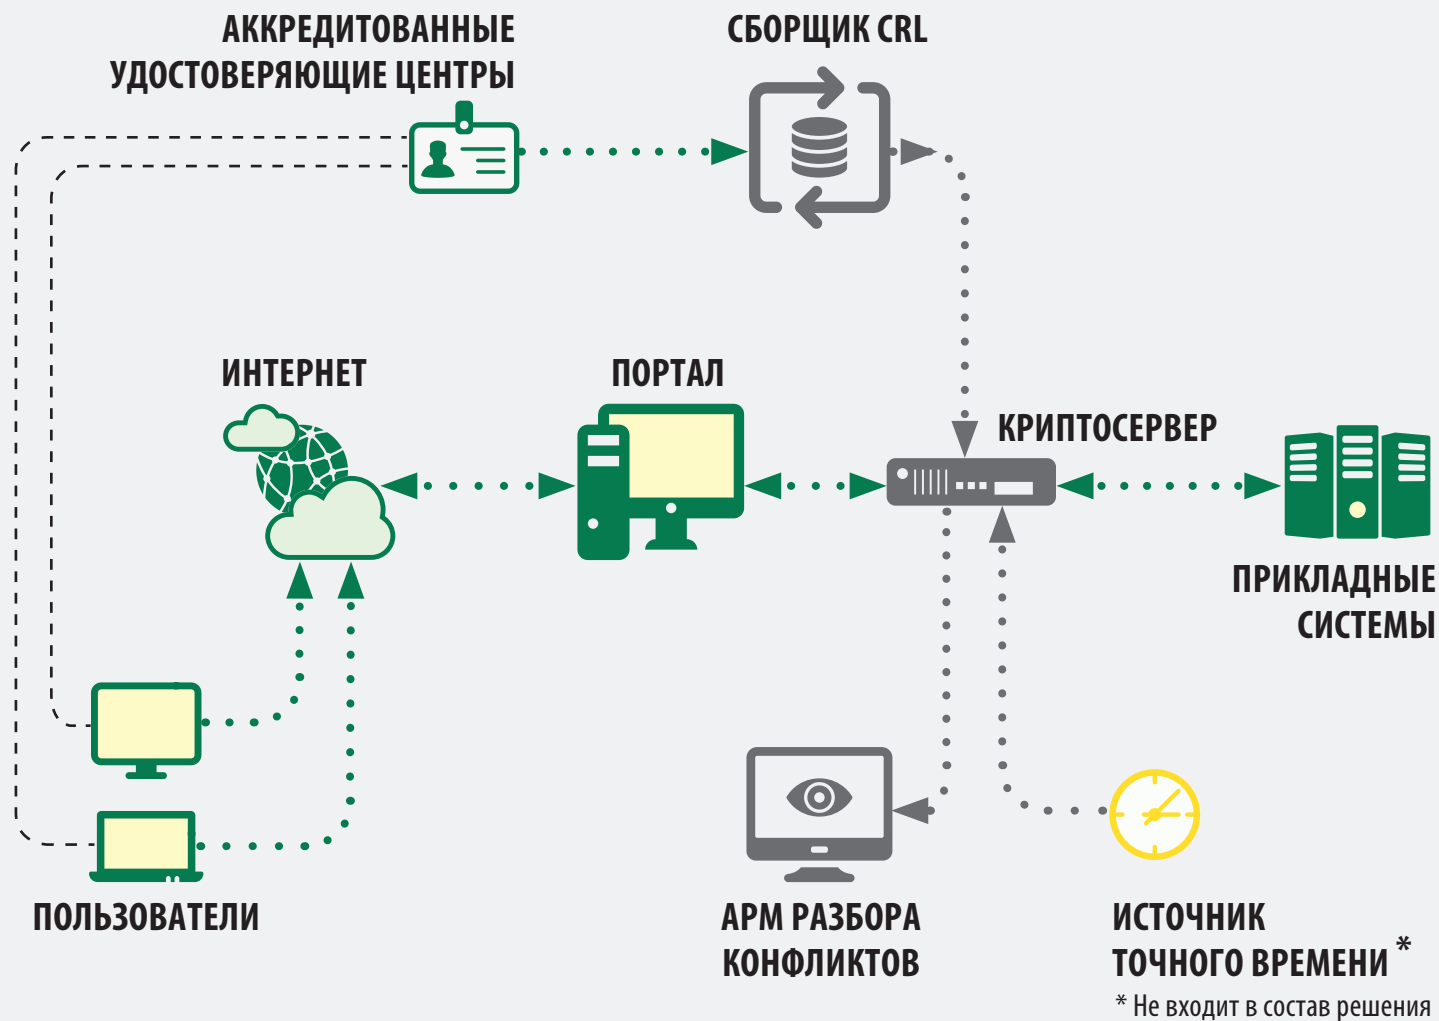 АККРЕДИТОВАННЫЕ
УДОСТОВЕРЯЮЩИЕ ЦЕНТРЫ
СБОРЩИК CRL
ИНТЕРНЕТ
ПОРТАЛ
КРИПТОСЕРВЕР
ПРИКЛАДНЫЕ
СИСТЕМЫ
ПОЛЬЗОВАТЕЛИ
АРМ РАЗБОРА
КОНФЛИКТОВ
ИСТОЧНИК
ТОЧНОГО ВРЕМЕНИ *
* Не входит в состав решения